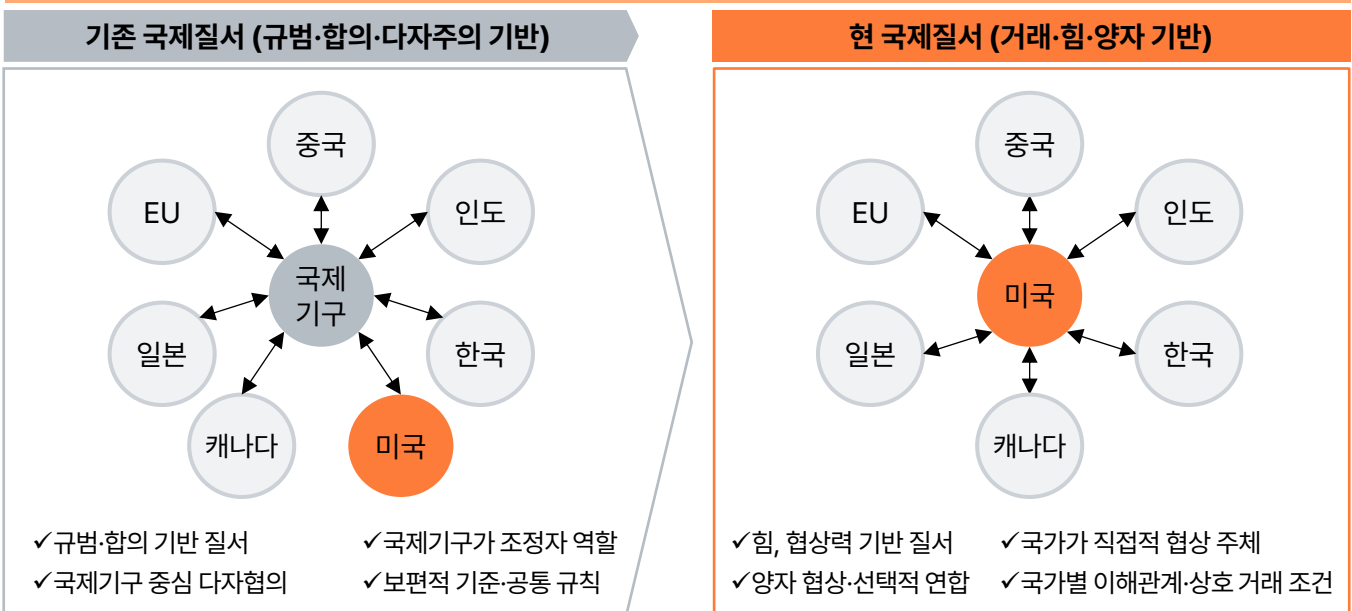 기존 국제질서 (규범·합의·다자주의 기반)
중국
EU
인도
국제
기구
일본
한국
캐나다
미국
✓규범·합의 기반 질서
✓국제기구가 조정자 역할
✓국제기구 중심 다자협의
✓보편적 기준·공통 규칙
현 국제질서 (거래·힘·양자 기반)
중국
EU
인도
미국
일본
한국
캐나다
✓힘, 협상력 기반 질서
✓국가가 직접적 협상 주체
✓양자 협상·선택적 연합
✓국가별 이해관계·상호 거래 조건